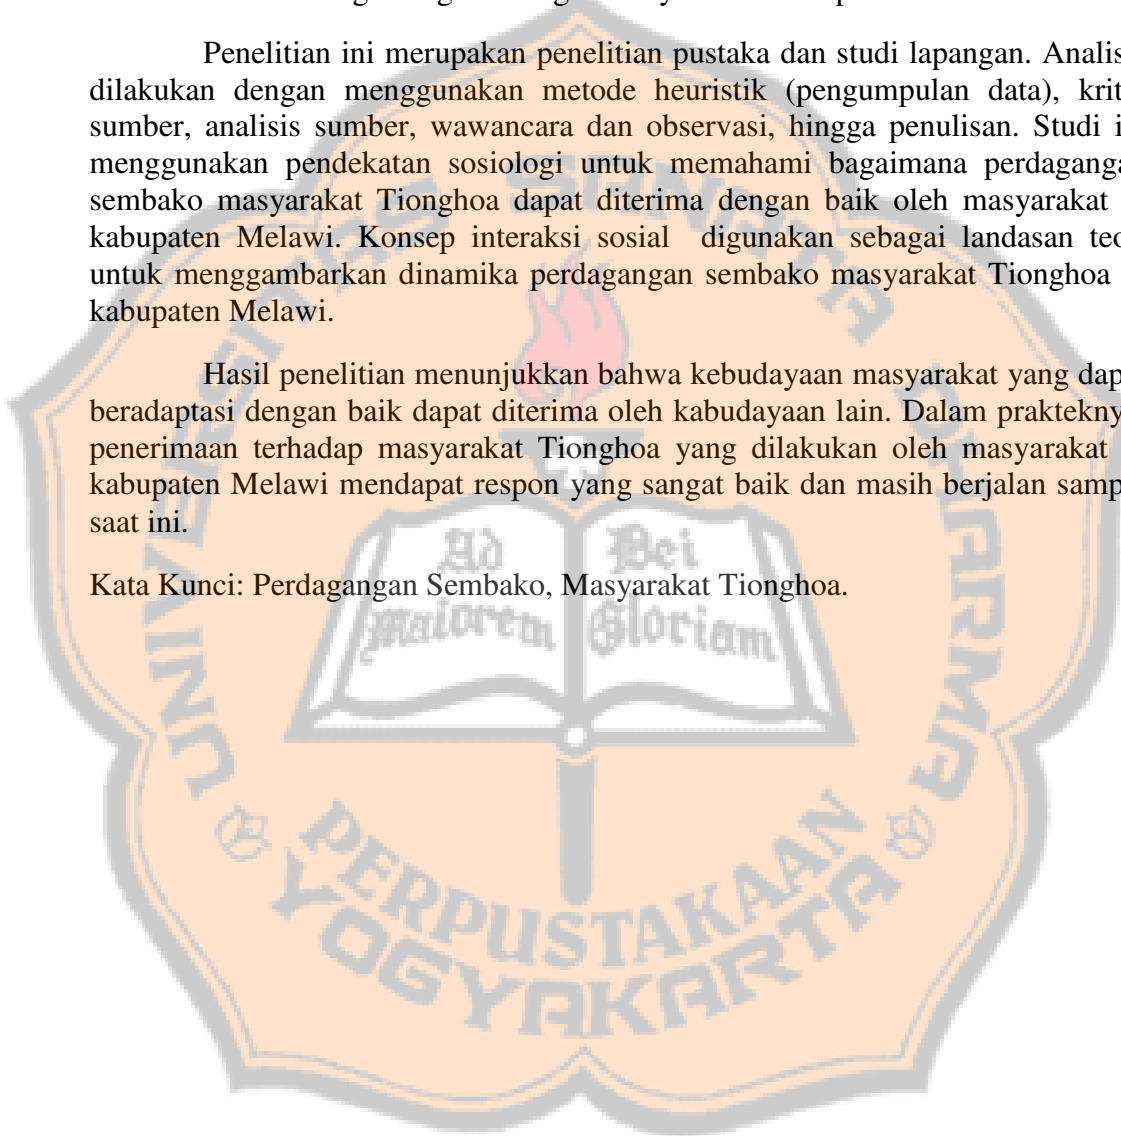 Penelitian ini merupakan penelitian pustaka dan studi lapangan. Analis
dilakukan dengan menggunakan metode heuristik (pengumpulan data), krit
sumber, analisis sumber, wawancara dan observasi, hingga penulisan. Studi i
menggunakan pendekatan sosiologi untuk memahami bagaimana perdaganga
sembako masyarakat Tionghoa dapat diterima dengan baik oleh masyarakat
kabupaten Melawi. Konsep interaksi sosial digunakan sebagai landasan teo
untuk menggambarkan dinamika perdagangan sembako masyarakat Tionghoa
kabupaten Melawi.
Hasil penelitian menunjukkan bahwa kebudayaan masyarakat yang dap
beradaptasi dengan baik dapat diterima oleh kabudayaan lain. Dalam praktekny
penerimaan terhadap masyarakat Tionghoa yang dilakukan oleh masyarakat
kabupaten Melawi mendapat respon yang sangat baik dan masih berjalan samp
saat ini.
Kata Kunci: Perdagangan Sembako, Masyarakat Tionghoa.
UNIVERSITAS SANATA DHARMA
Ad Dei
Maiorem Gloriam
PERPUSTAKAAN
YOGYAKARTA